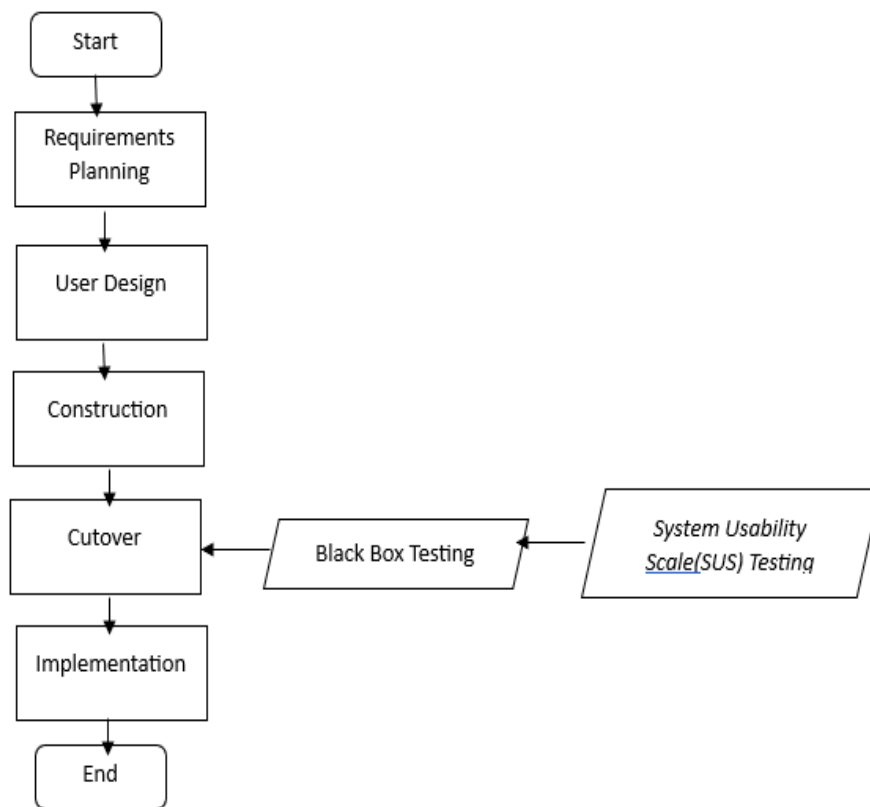 Start
Requirements
Planning
User Design
Construction
Cutover
Black Box Testing
System Usability
Scale(SUS) Testing
Implementation
End